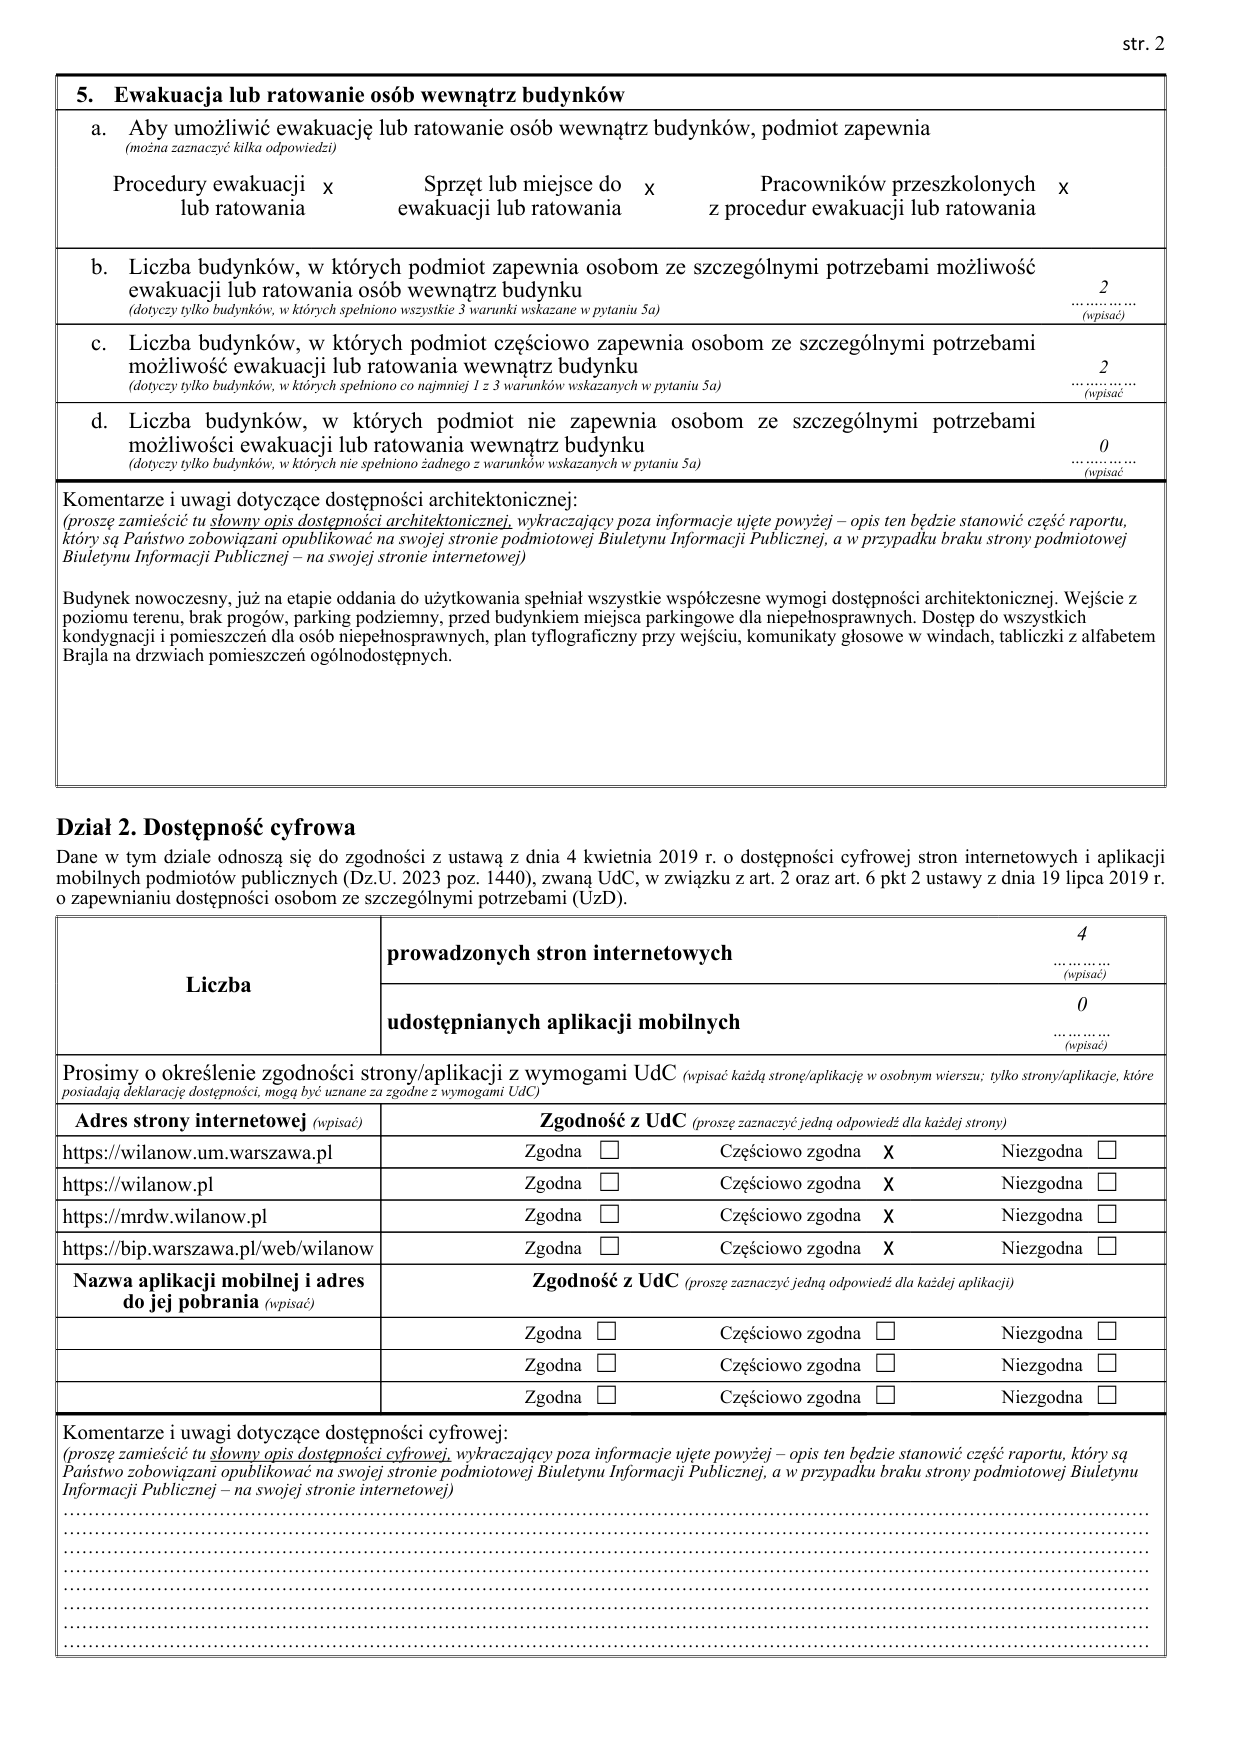 str. 2
5. Ewakuacja lub ratowanie osób wewnątrz budynków
a. Aby umożliwić ewakuację lub ratowanie osób wewnątrz budynków, podmiot zapewnia
(można zaznaczyć kilka odpowiedzi)
Procedury ewakuacji x Sprzęt lub miejsce do x Pracowników przeszkolonych x
lub ratowania ewakuacji lub ratowania z procedur ewakuacji lub ratowania
b. Liczba budynków, w których podmiot zapewnia osobom ze szczególnymi potrzebami możliwość
ewakuacji lub ratowania osób wewnątrz budynku 2
(dotyczy tylko budynków, w których spełniono wszystkie 3 warunki wskazane w pytaniu 5a) …………
(wpisać)
c. Liczba budynków, w których podmiot częściowo zapewnia osobom ze szczególnymi potrzebami
możliwość ewakuacji lub ratowania wewnątrz budynku 2
(dotyczy tylko budynków, w których spełniono co najmniej 1 z 3 warunków wskazanych w pytaniu 5a) …………
(wpisać
d. Liczba budynków, w których podmiot nie zapewnia osobom ze szczególnymi potrzebami
możliwości ewakuacji lub ratowania wewnątrz budynku 0
(dotyczy tylko budynków, w których nie spełniono żadnego z warunków wskazanych w pytaniu 5a) …………
(wpisać
Komentarze i uwagi dotyczące dostępności architektonicznej:
(proszę zamieścić tu słowny opis dostępności architektonicznej, wykraczający poza informacje ujęte powyżej – opis ten będzie stanowić część raportu,
który są Państwo zobowiązani opublikować na swojej stronie podmiotowej Biuletynu Informacji Publicznej, a w przypadku braku strony podmiotowej
Biuletynu Informacji Publicznej – na swojej stronie internetowej)
Budynek nowoczesny, już na etapie oddania do użytkowania spełniał wszystkie współczesne wymogi dostępności architektonicznej. Wejście z
poziomu terenu, brak progów, parking podziemny, przed budynkiem miejsca parkingowe dla niepełnosprawnych. Dostęp do wszystkich
kondygnacji i pomieszczeń dla osób niepełnosprawnych, plan tyflograficzny przy wejściu, komunikaty głosowe w windach, tabliczki z alfabetem
Brajla na drzwiach pomieszczeń ogólnodostępnych.
Dział 2. Dostępność cyfrowa
Dane w tym dziale odnoszą się do zgodności z ustawą z dnia 4 kwietnia 2019 r. o dostępności cyfrowej stron internetowych i aplikacji
mobilnych podmiotów publicznych (Dz.U. 2023 poz. 1440), zwaną UdC, w związku z art. 2 oraz art. 6 pkt 2 ustawy z dnia 19 lipca 2019 r.
o zapewnianiu dostępności osobom ze szczególnymi potrzebami (UzD).
Liczba
prowadzonych stron internetowych 4
…………
(wpisać)
udostępnianych aplikacji mobilnych 0
…………
(wpisać)
Prosimy o określenie zgodności strony/aplikacji z wymogami UdC (wpisać każdą stronę/aplikację w osobnym wierszu; tylko strony/aplikacje, które
posiadają deklarację dostępności, mogą być uznane za zgodne z wymogami UdC)
Adres strony internetowej (wpisać) Zgodność z UdC (proszę zaznaczyć jedną odpowiedź dla każdej strony)
https://wilanow.um.warszawa.pl Zgodna ☐ Częściowo zgodna X Niezgodna ☐
https://wilanow.pl Zgodna ☐ Częściowo zgodna X Niezgodna ☐
https://mrdw.wilanow.pl Zgodna ☐ Częściowo zgodna X Niezgodna ☐
https://bip.warszawa.pl/web/wilanow Zgodna ☐ Częściowo zgodna X Niezgodna ☐
Nazwa aplikacji mobilnej i adres Zgodność z UdC (proszę zaznaczyć jedną odpowiedź dla każdej aplikacji)
do jej pobrania (wpisać)
Zgodna ☐ Częściowo zgodna ☐ Niezgodna ☐
Zgodna ☐ Częściowo zgodna ☐ Niezgodna ☐
Zgodna ☐ Częściowo zgodna ☐ Niezgodna ☐
Komentarze i uwagi dotyczące dostępności cyfrowej:
(proszę zamieścić tu słowny opis dostępności cyfrowej, wykraczający poza informacje ujęte powyżej – opis ten będzie stanowić część raportu, który są
Państwo zobowiązani opublikować na swojej stronie podmiotowej Biuletynu Informacji Publicznej, a w przypadku braku strony podmiotowej Biuletynu
Informacji Publicznej – na swojej stronie internetowej)